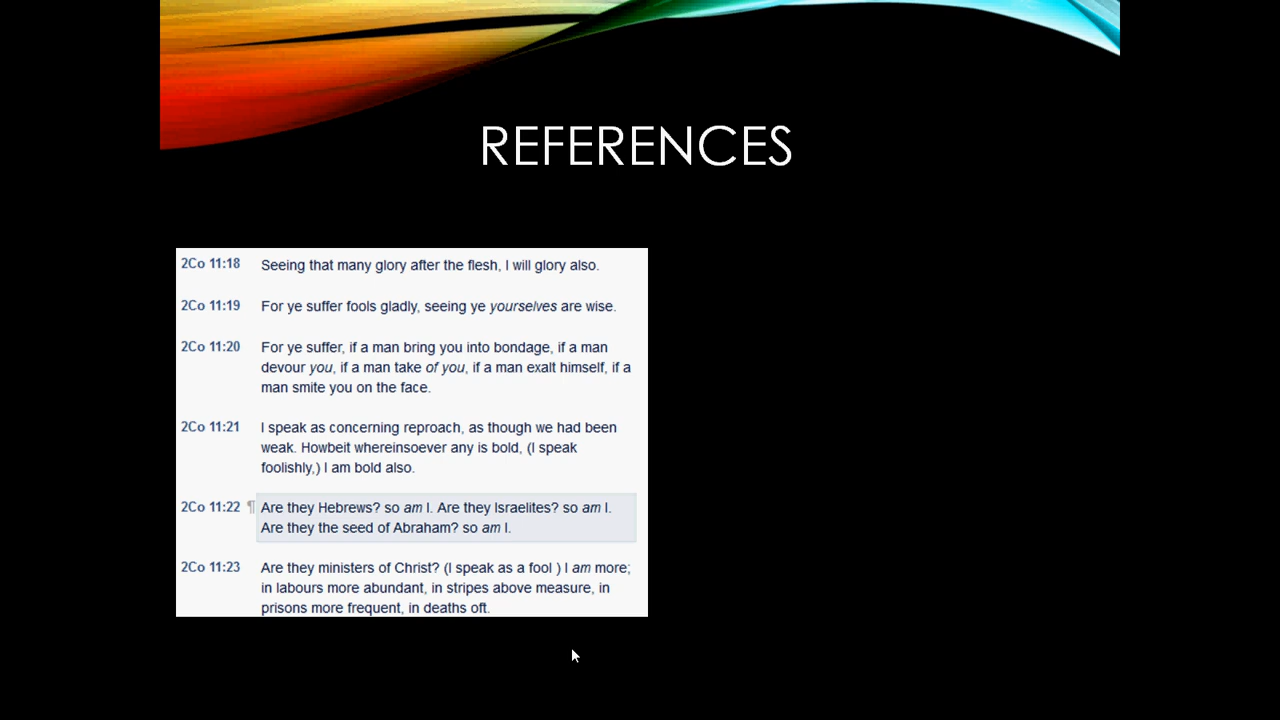 REFERENCES
2Co 11:18 Seeing that many glory after the flesh, I will glory also.
2Co 11:19 For ye suffer fools gladly, seeing ye yourselves are wise.
2Co 11:20 For ye suffer, if a man bring you into bondage, if a man
devour you, if a man take of you, if a man exalt himself, if a
man smite you on the face.
2Co 11:21 I speak as concerning reproach, as though we had been
weak. Howbeit whereinsoever any is bold, (I speak
foolishly,) I am bold also.
2Co 11:22 ¶ Are they Hebrews? so am I. Are they Israelites? so am I.
Are they the seed of Abraham? so am I.
2Co 11:23 Are they ministers of Christ? (I speak as a fool ) I am more;
in labours more abundant, in stripes above measure, in
prisons more frequent, in deaths oft.